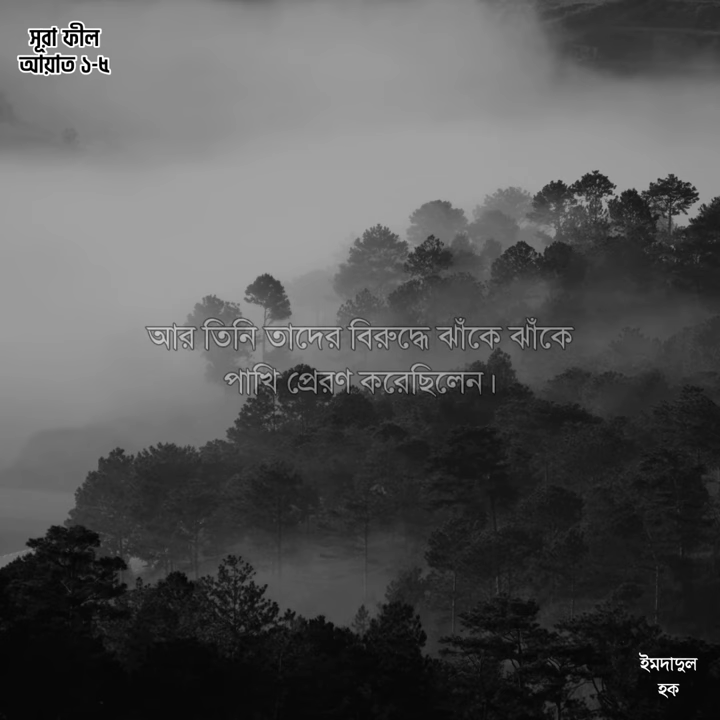 সূরা ফীল
আয়াত ১-৫
আর তিনি তাদের বিরুদ্ধে ঝাঁকে ঝাঁকে
পাখি প্রেরণ করেছিলেন।
ইমদাদুল
হক